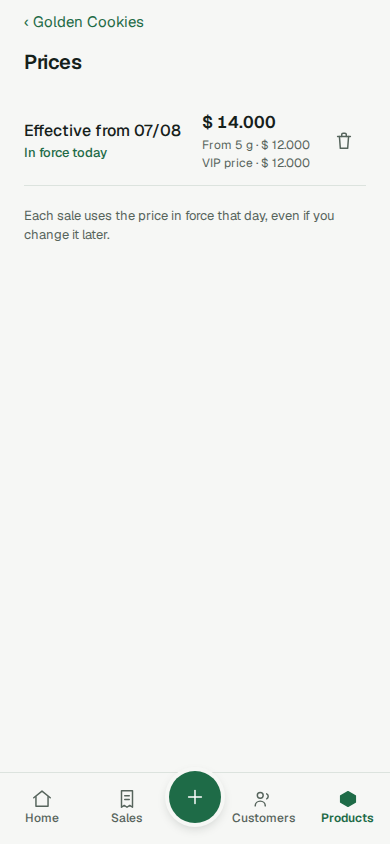 ‹ Golden Cookies
Prices
Effective from 07/08
In force today
$ 14.000
From 5 g · $ 12.000
VIP price · $ 12.000
Each sale uses the price in force that day, even if you
change it later.
Home
Sales
Customers
Products